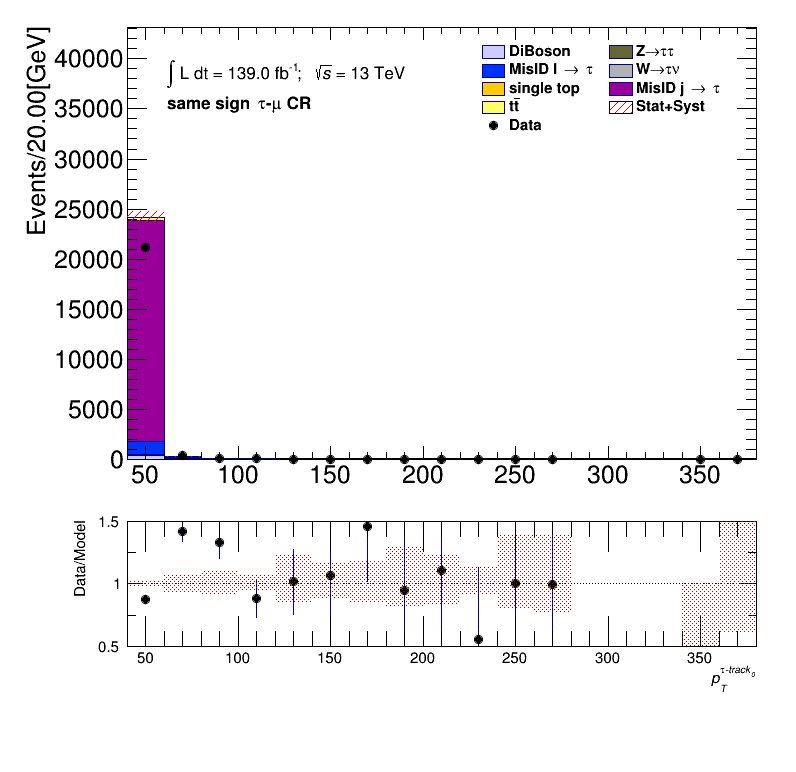 Events/20.00[GeV]
40000
35000
30000
25000
20000
15000
10000
5000
0
∫ L dt = 139.0 fb⁻¹; √s = 13 TeV
same sign τ-μ CR
DiBoson
MisID l → τ
single top
tt̄
Data
Z→ττ
W→τν
MisID j → τ
Stat+Syst
50 100 150 200 250 300 350
Data/Model
1.5
1
0.5
50 100 150 200 250 300 350
p_T^τ-track₀